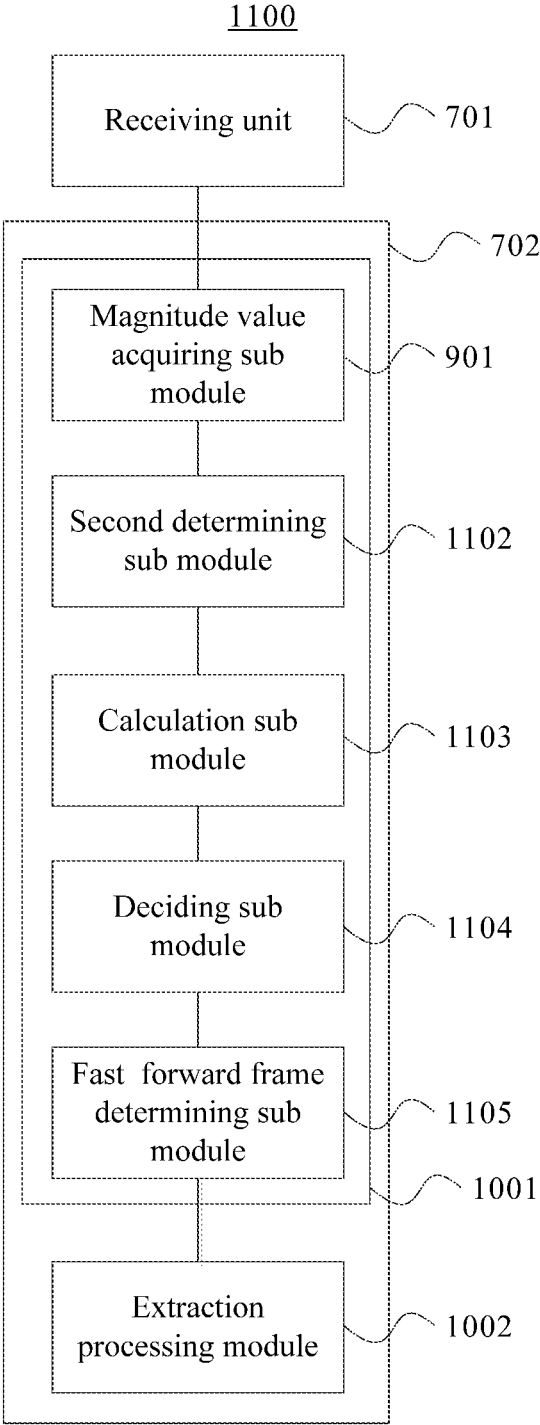 1100
Receiving unit
701
702
Magnitude value
acquiring sub
module
901
Second determining
sub module
1102
Calculation sub
module
1103
Deciding sub
module
1104
Fast forward frame
determining sub
module
1105
1001
Extraction
processing module
1002